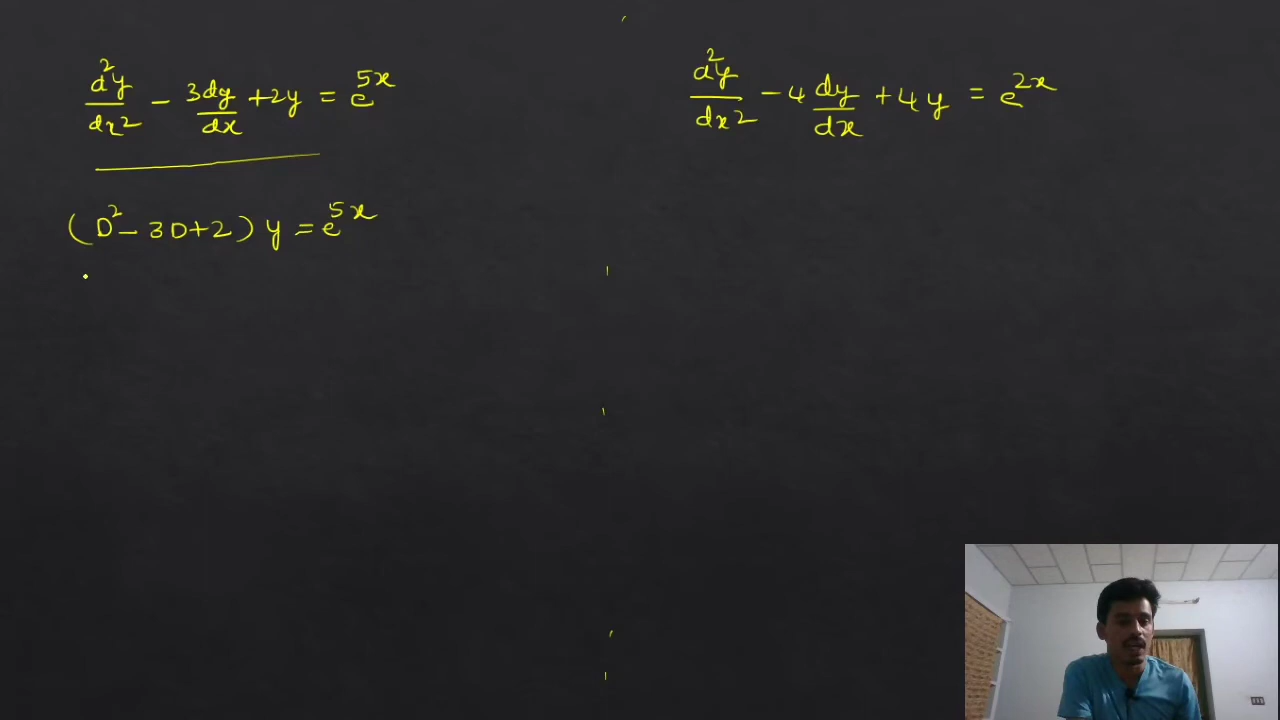 d²y/dx² - 3dy/dx + 2y = e^5x
(D² - 3D + 2) y = e^5x
d²y/dx² - 4 dy/dx + 4y = e^2x